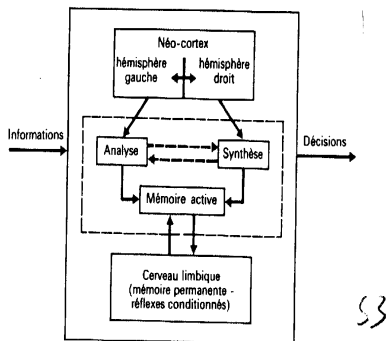 Néo-cortex
hémisphère hémisphère
gauche droit
Informations
Décisions
Analyse
Synthèse
Mémoire active
Cerveau limbique
(mémoire permanente -
réflexes conditionnés)
53